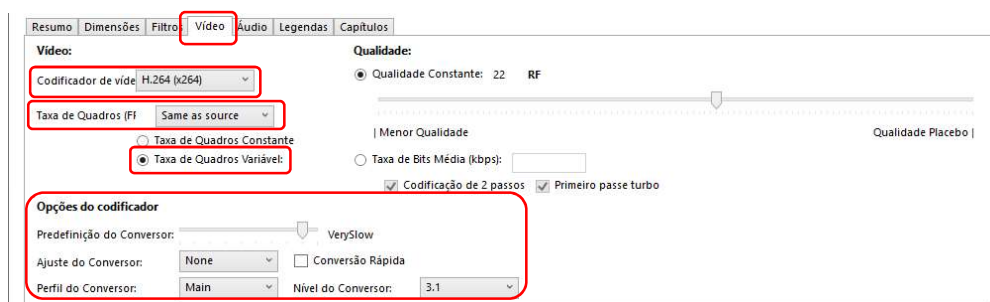 Resumo Dimensões Filtros Vídeo Áudio Legendas Capítulos
Vídeo: Qualidade:
Codificador de víde H.264 (x264) Qualidade Constante: 22 RF
Taxa de Quadros (FF Same as source
Taxa de Quadros Constante | Menor Qualidade Qualidade Placebo |
Taxa de Quadros Variável: Taxa de Bits Média (kbps):
Codificação de 2 passos Primeiro passe turbo
Opções do codificador
Predefinição do Conversor: VerySlow
Ajuste do Conversor: None Conversão Rápida
Perfil do Conversor: Main Nível do Conversor: 3.1